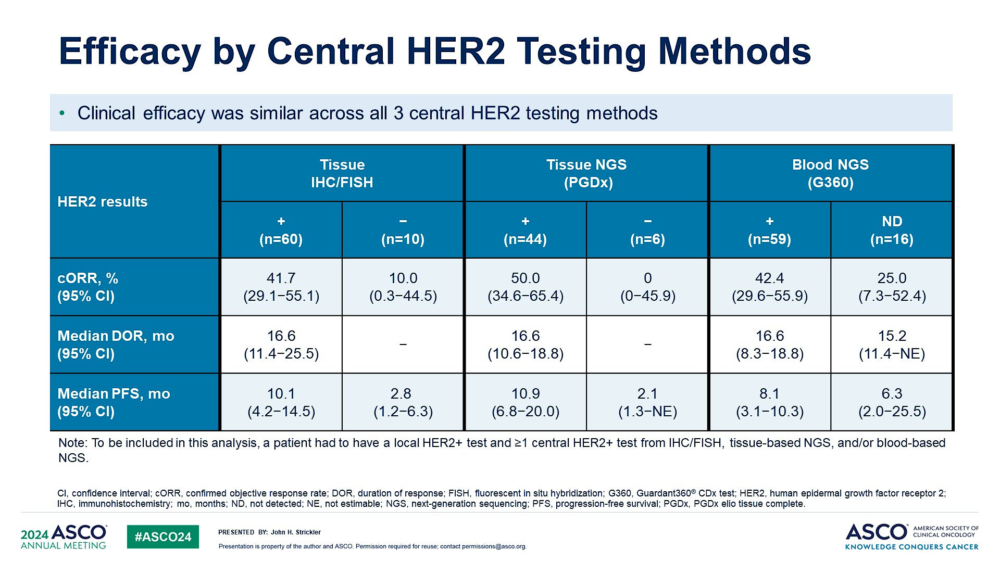 Efficacy by Central HER2 Testing Methods
• Clinical efficacy was similar across all 3 central HER2 testing methods
HER2 results
Tissue
IHC/FISH
Tissue NGS
(PGDx)
Blood NGS
(G360)
+
(n=60)
−
(n=10)
+
(n=44)
−
(n=6)
+
(n=59)
ND
(n=16)
cORR, %
(95% CI)
41.7
(29.1−55.1)
10.0
(0.3−44.5)
50.0
(34.6−65.4)
0
(0−45.9)
42.4
(29.6−55.9)
25.0
(7.3−52.4)
Median DOR, mo
(95% CI)
16.6
(11.4−25.5)
–
16.6
(10.6−18.8)
–
16.6
(8.3−18.8)
15.2
(11.4−NE)
Median PFS, mo
(95% CI)
10.1
(4.2−14.5)
2.8
(1.2−6.3)
10.9
(6.8−20.0)
2.1
(1.3−NE)
8.1
(3.1−10.3)
6.3
(2.0−25.5)
Note: To be included in this analysis, a patient had to have a local HER2+ test and ≥1 central HER2+ test from IHC/FISH, tissue-based NGS, and/or blood-based
NGS.
CI, confidence interval; cORR, confirmed objective response rate; DOR, duration of response; FISH, fluorescent in situ hybridization; G360, Guardant360® CDx test; HER2, human epidermal growth factor receptor 2;
IHC, immunohistochemistry; mo, months; ND, not detected; NE, not estimable; NGS, next-generation sequencing; PFS, progression-free survival; PGDx, PGDx elio tissue complete.
2024 ASCO®
ANNUAL MEETING
#ASCO24
PRESENTED BY: John H. Strickler
Presentation is property of the author and ASCO. Permission required for reuse; contact permissions@asco.org.
ASCO® AMERICAN SOCIETY OF
CLINICAL ONCOLOGY
KNOWLEDGE CONQUERS CANCER